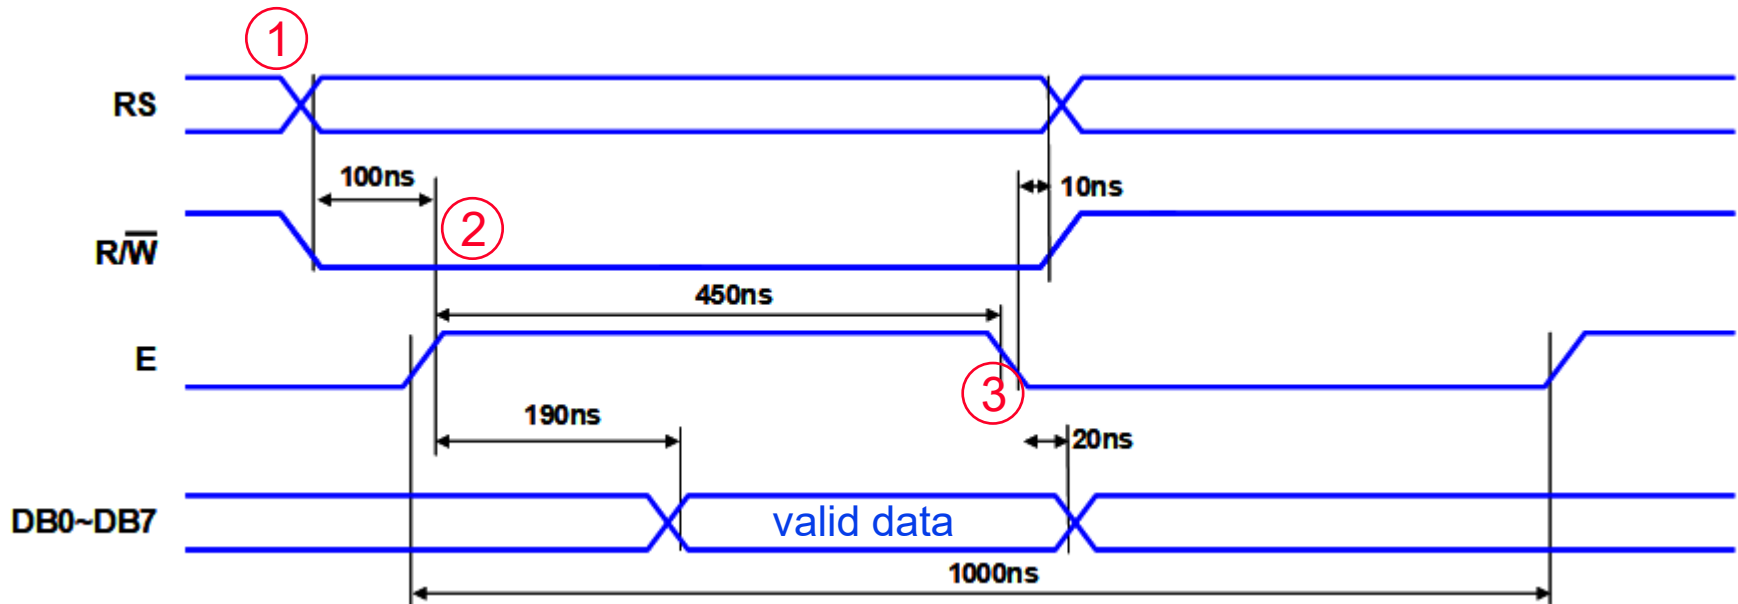 1
RS
100ns
10ns
2
R/W̅
450ns
E
3
190ns
20ns
DB0~DB7
valid data
1000ns